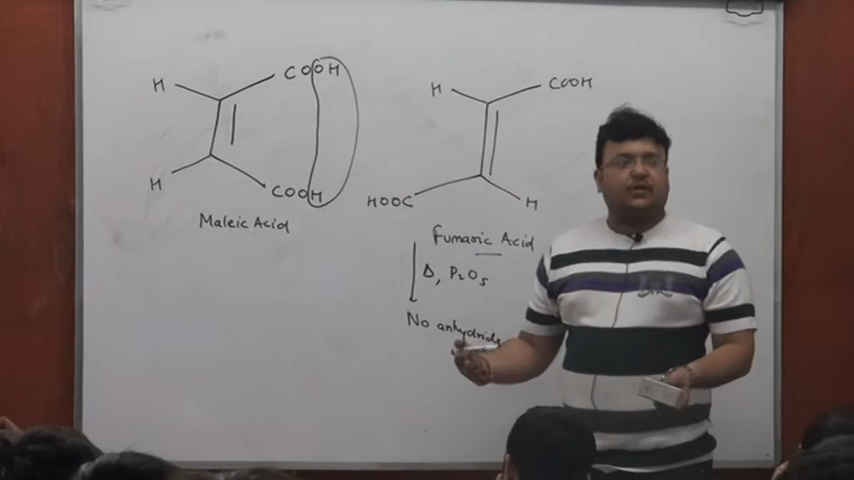 H COOH
H COOH
Maleic Acid
H COOH
HOOC H
Fumaric Acid
Δ, P₂O₅
No anhydride